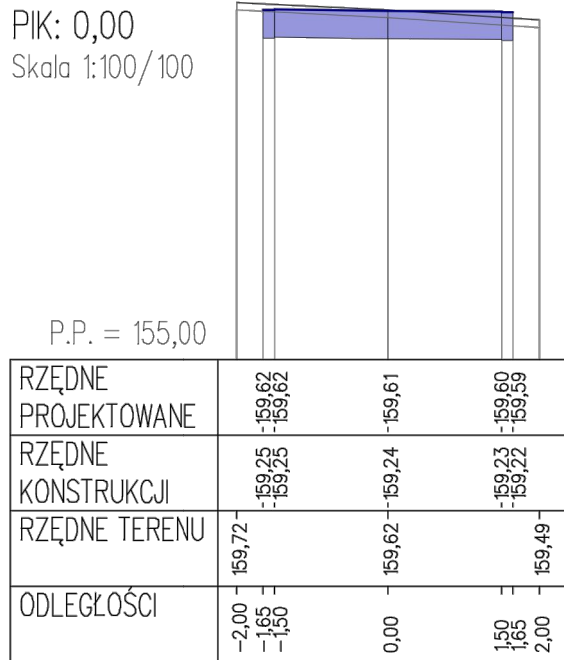 PIK: 0,00
Skala 1:100/100
P.P. = 155,00
RZĘDNE PROJEKTOWANE
159,62 159,62 159,61 159,60 159,59
RZĘDNE KONSTRUKCJI
159,25 159,25 159,24 159,23 159,22
RZĘDNE TERENU
159,72 159,62 159,49
ODLEGŁOŚCI
-2,00 -1,65 -1,50 0,00 1,50 1,65 2,00